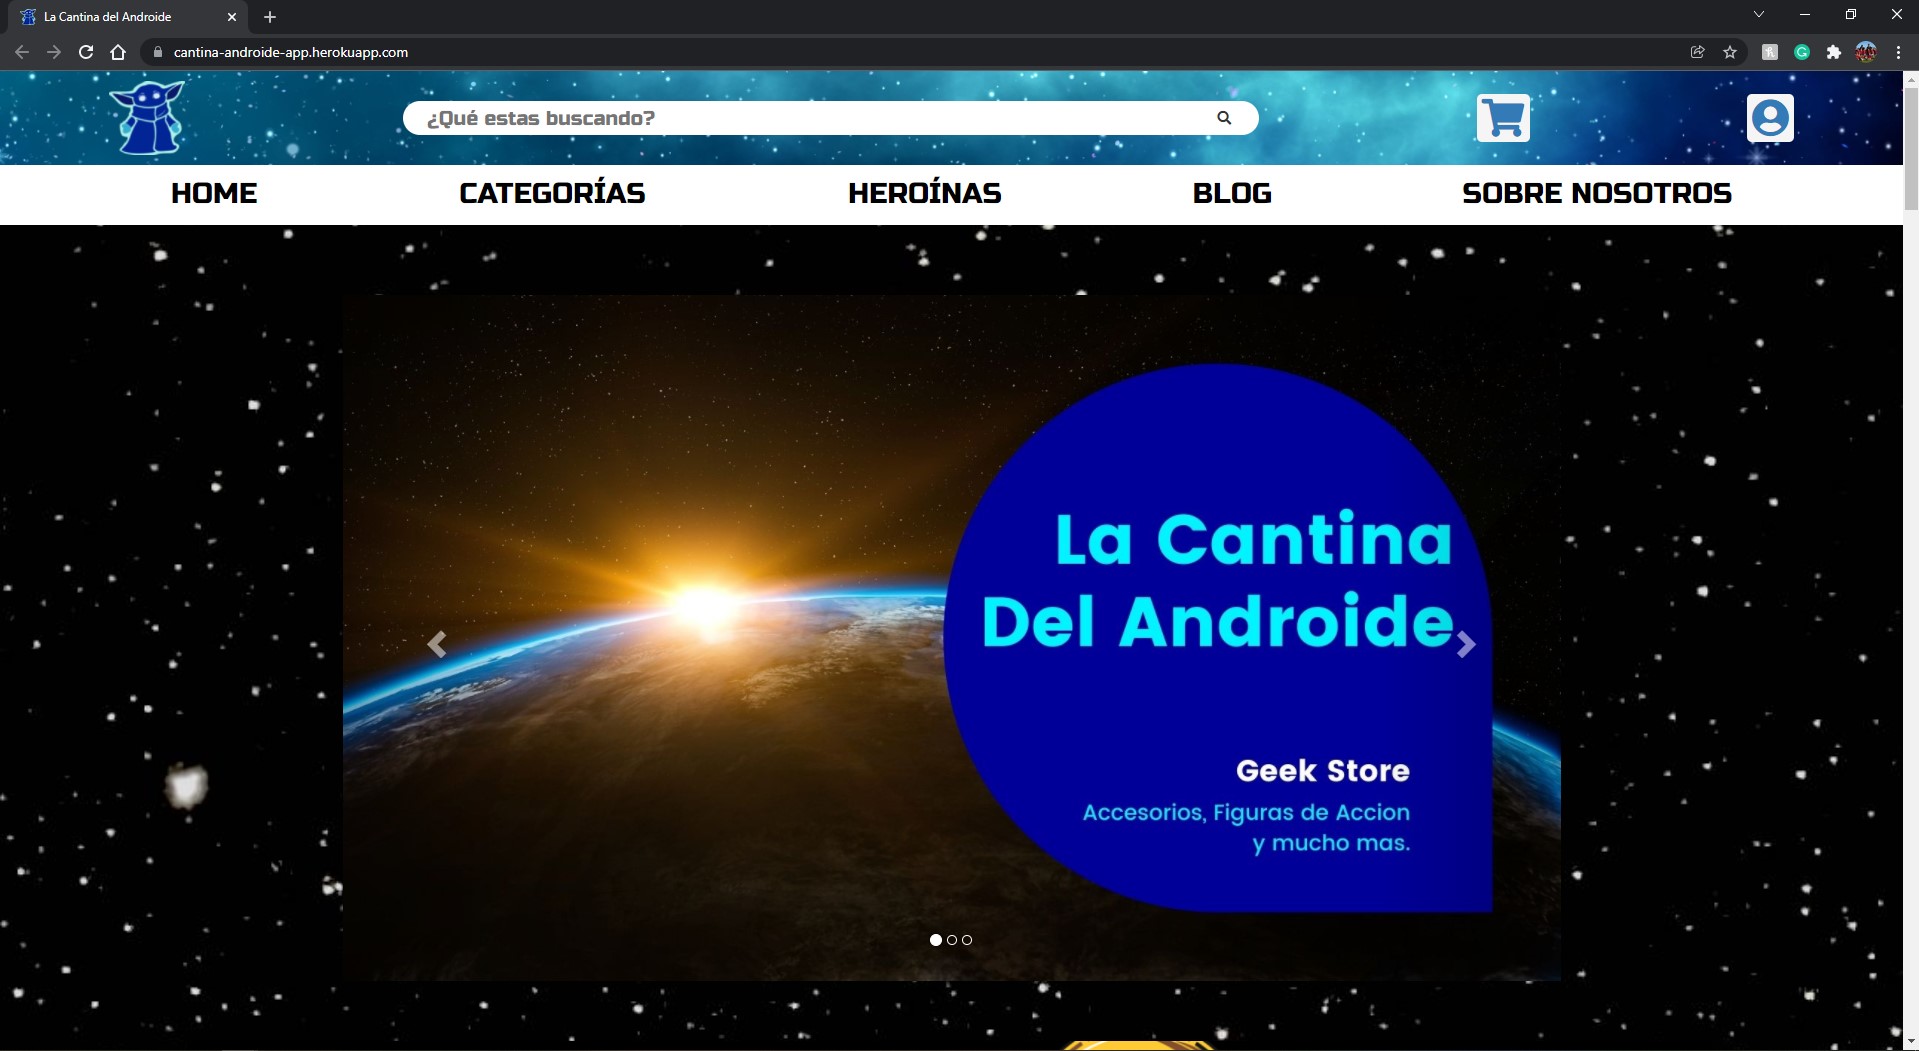 La Cantina del Androide
cantina-androide-app.herokuapp.com
¿Qué estas buscando?
HOME CATEGORÍAS HEROÍNAS BLOG SOBRE NOSOTROS
La Cantina
Del Androide
Geek Store
Accesorios, Figuras de Accion
y mucho mas.